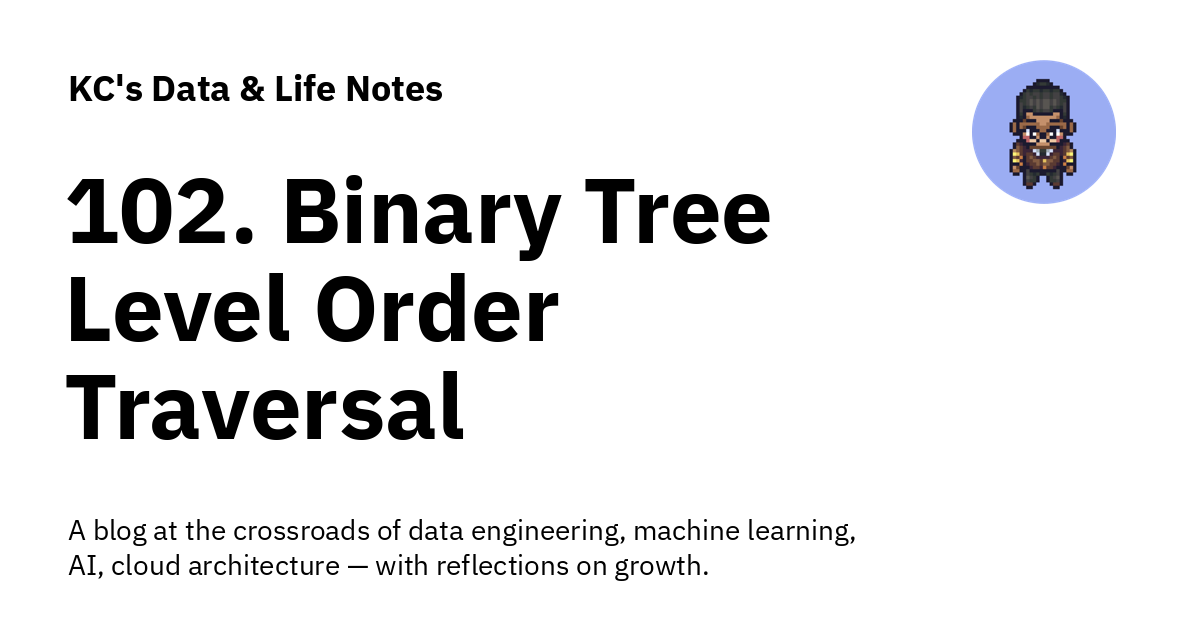 KC's Data & Life Notes
102. Binary Tree
Level Order
Traversal
A blog at the crossroads of data engineering, machine learning,
AI, cloud architecture — with reflections on growth.